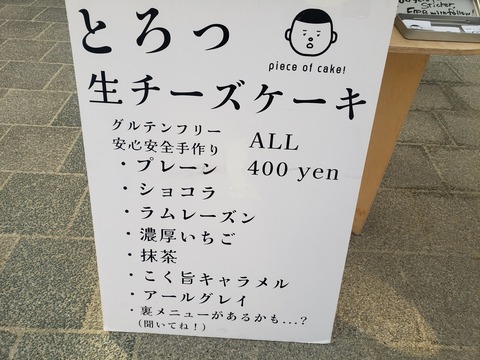 とろっ
piece of cake!
生チーズケーキ
グルテンフリー
安心安全手作り
ALL
400 yen
・プレーン
・ショコラ
・ラムレーズン
・濃厚いちご
・抹茶
・こく旨キャラメル
・アールグレイ
・裏メニューがあるかも...?
(聞いてね!)
Sticker